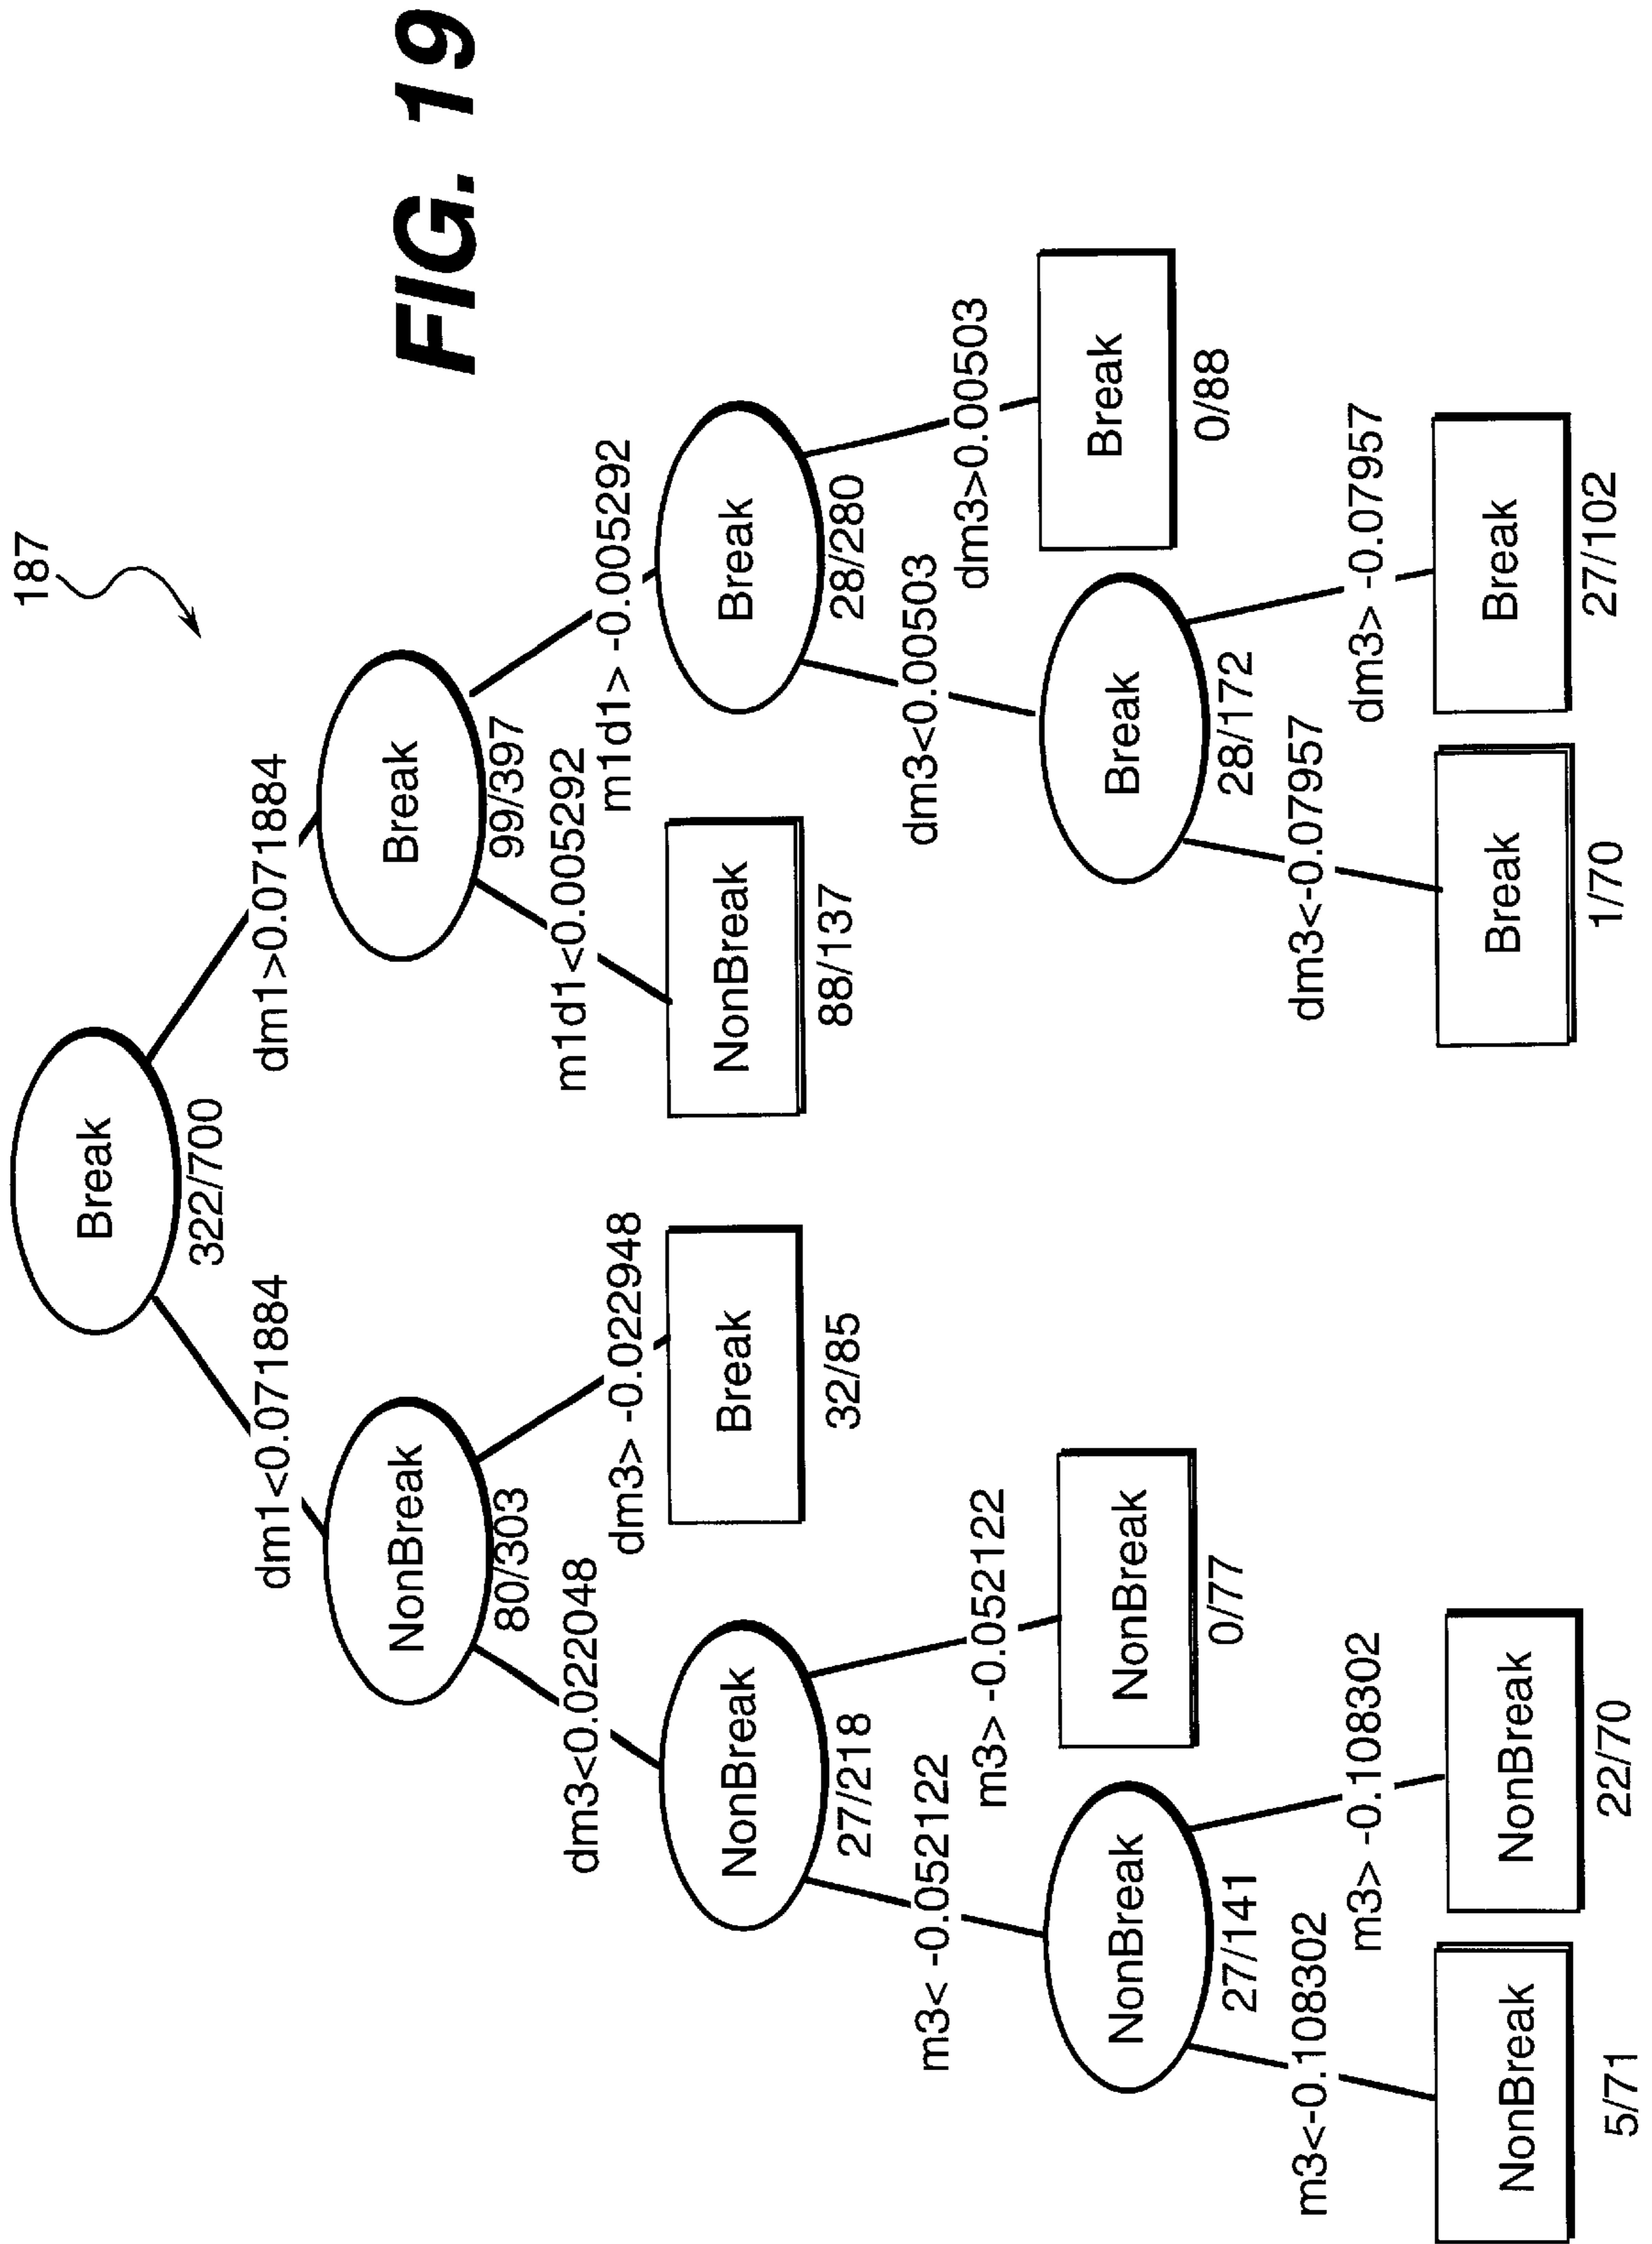 FIG. 19
187
Break
322/700
dm1<0.071884
dm1>0.071884
NonBreak
80/303
Break
99/397
dm3<0.022048
dm3> -0.022948
m1d1<0.005292
m1d1> -0.005292
NonBreak
27/218
Break
32/85
NonBreak
88/137
Break
28/280
m3< -0.052122
m3> -0.052122
dm3<0.00503
dm3>0.00503
NonBreak
27/141
NonBreak
0/77
Break
28/172
Break
0/88
m3<-0.108302
m3> -0.108302
dm3<-0.07957
dm3> -0.07957
NonBreak
5/71
NonBreak
22/70
Break
1/70
Break
27/102